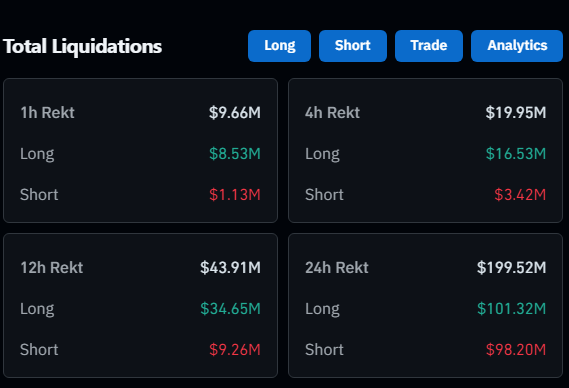 Total Liquidations Long Short Trade Analytics
1h Rekt $9.66M
Long $8.53M
Short $1.13M
4h Rekt $19.95M
Long $16.53M
Short $3.42M
12h Rekt $43.91M
Long $34.65M
Short $9.26M
24h Rekt $199.52M
Long $101.32M
Short $98.20M